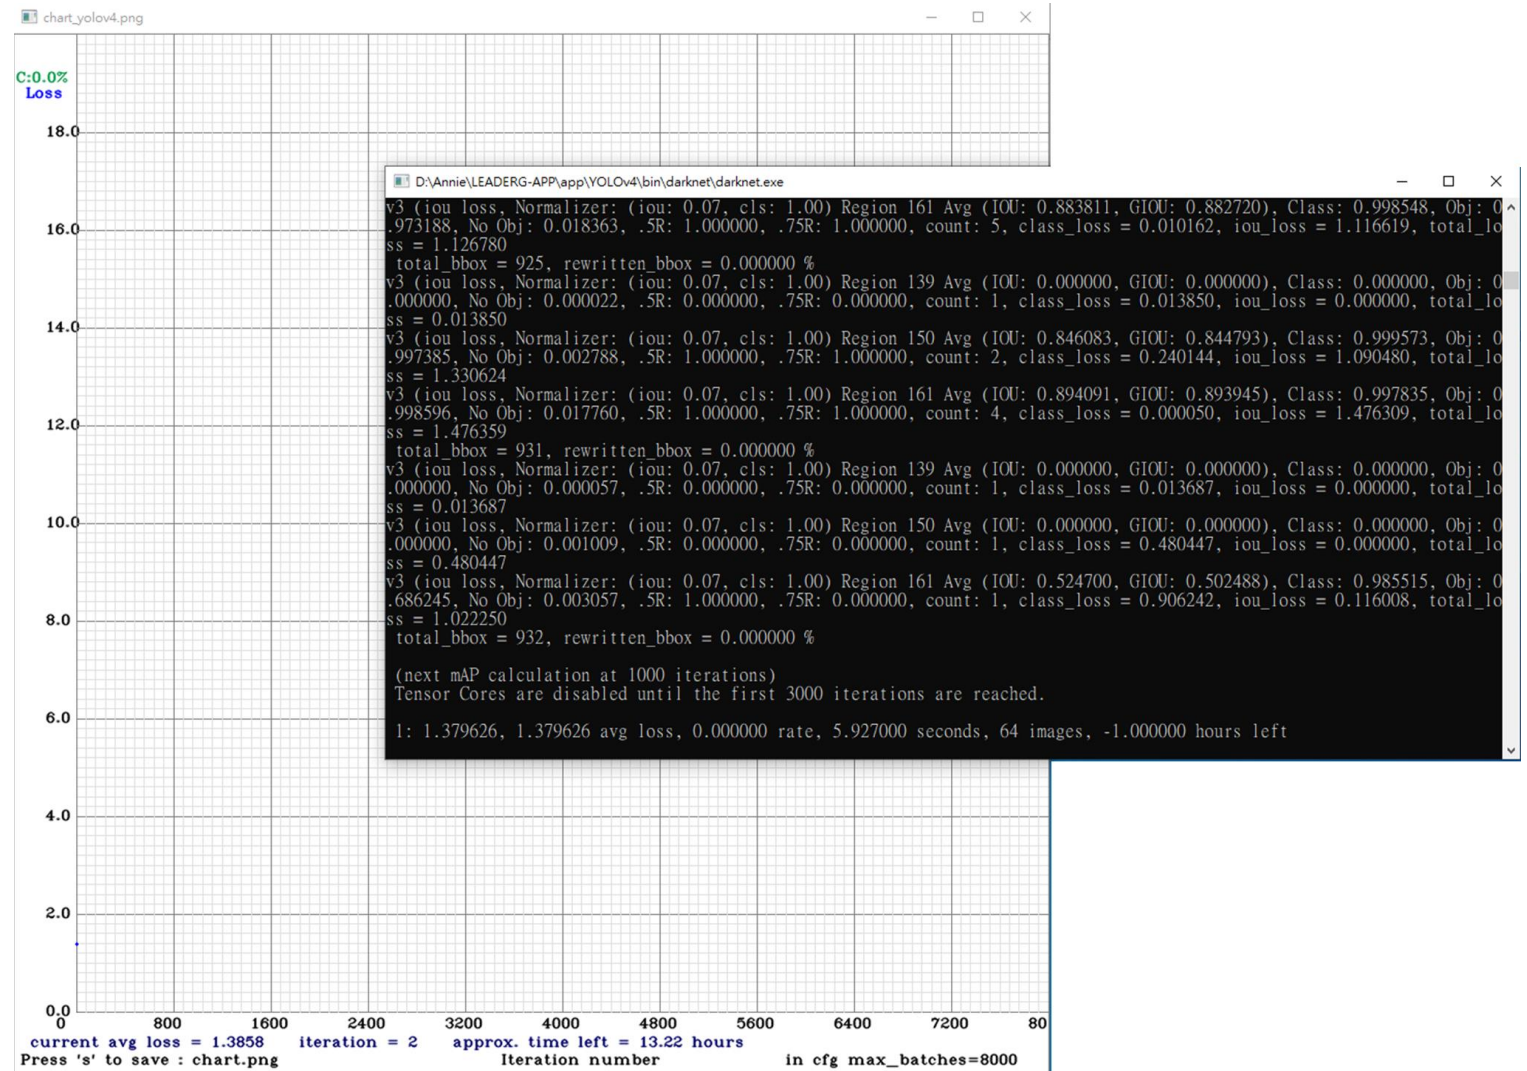 chart_yolov4.png
C:0.0%
Loss
18.0
16.0
14.0
12.0
10.0
8.0
6.0
4.0
2.0
0.0
0 800 1600 2400 3200 4000 4800 5600 6400 7200 80
current avg loss = 1.3858 iteration = 2 approx. time left = 13.22 hours
Press 's' to save : chart.png Iteration number in cfg max_batches=8000
D:\Annie\LEADERG-APP\app\YOLOv4\bin\darknet\darknet.exe
v3 (iou loss, Normalizer: (iou: 0.07, cls: 1.00) Region 161 Avg (IOU: 0.883811, GIOU: 0.882720), Class: 0.998548, Obj: 0
.973188, No Obj: 0.018363, .5R: 1.000000, .75R: 1.000000, count: 5, class_loss = 0.010162, iou_loss = 1.116619, total_lo
ss = 1.126780
total_bbox = 925, rewritten_bbox = 0.000000 %
v3 (iou loss, Normalizer: (iou: 0.07, cls: 1.00) Region 139 Avg (IOU: 0.000000, GIOU: 0.000000), Class: 0.000000, Obj: 0
.000000, No Obj: 0.000022, .5R: 0.000000, .75R: 0.000000, count: 1, class_loss = 0.013850, iou_loss = 0.000000, total_lo
ss = 0.013850
v3 (iou loss, Normalizer: (iou: 0.07, cls: 1.00) Region 150 Avg (IOU: 0.846083, GIOU: 0.844793), Class: 0.999573, Obj: 0
.997385, No Obj: 0.002788, .5R: 1.000000, .75R: 1.000000, count: 2, class_loss = 0.240144, iou_loss = 1.090480, total_lo
ss = 1.330624
v3 (iou loss, Normalizer: (iou: 0.07, cls: 1.00) Region 161 Avg (IOU: 0.894091, GIOU: 0.893945), Class: 0.997835, Obj: 0
.998596, No Obj: 0.017760, .5R: 1.000000, .75R: 1.000000, count: 4, class_loss = 0.000050, iou_loss = 1.476309, total_lo
ss = 1.476359
total_bbox = 931, rewritten_bbox = 0.000000 %
v3 (iou loss, Normalizer: (iou: 0.07, cls: 1.00) Region 139 Avg (IOU: 0.000000, GIOU: 0.000000), Class: 0.000000, Obj: 0
.000000, No Obj: 0.000057, .5R: 0.000000, .75R: 0.000000, count: 1, class_loss = 0.013687, iou_loss = 0.000000, total_lo
ss = 0.013687
v3 (iou loss, Normalizer: (iou: 0.07, cls: 1.00) Region 150 Avg (IOU: 0.000000, GIOU: 0.000000), Class: 0.000000, Obj: 0
.000000, No Obj: 0.001009, .5R: 0.000000, .75R: 0.000000, count: 1, class_loss = 0.480447, iou_loss = 0.000000, total_lo
ss = 0.480447
v3 (iou loss, Normalizer: (iou: 0.07, cls: 1.00) Region 161 Avg (IOU: 0.524700, GIOU: 0.502488), Class: 0.985515, Obj: 0
.686245, No Obj: 0.003057, .5R: 1.000000, .75R: 0.000000, count: 1, class_loss = 0.906242, iou_loss = 0.116008, total_lo
ss = 1.022250
total_bbox = 932, rewritten_bbox = 0.000000 %
(next mAP calculation at 1000 iterations)
Tensor Cores are disabled until the first 3000 iterations are reached.
1: 1.379626, 1.379626 avg loss, 0.000000 rate, 5.927000 seconds, 64 images, -1.000000 hours left